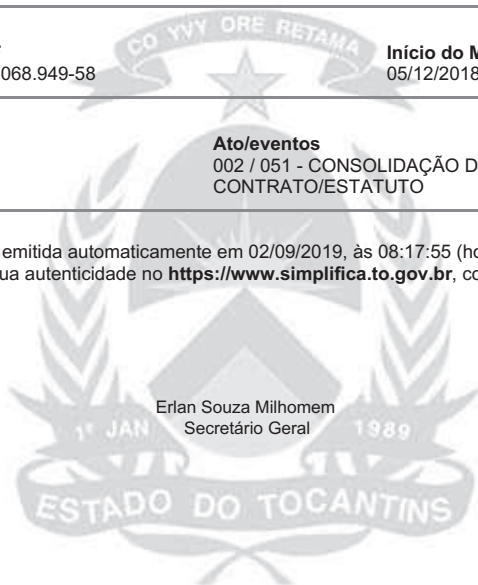 CO YVY ORE RETAMA
Início do M
068.949-58
05/12/2018
Ato/eventos
002 / 051 - CONSOLIDAÇÃO D
CONTRATO/ESTATUTO
emitida automaticamente em 02/09/2019, às 08:17:55 (ho
ua autenticidade no https://www.simplifica.to.gov.br, co
Erlan Souza Milhomem
Secretário Geral
1º JAN 1989
ESTADO DO TOCANTINS